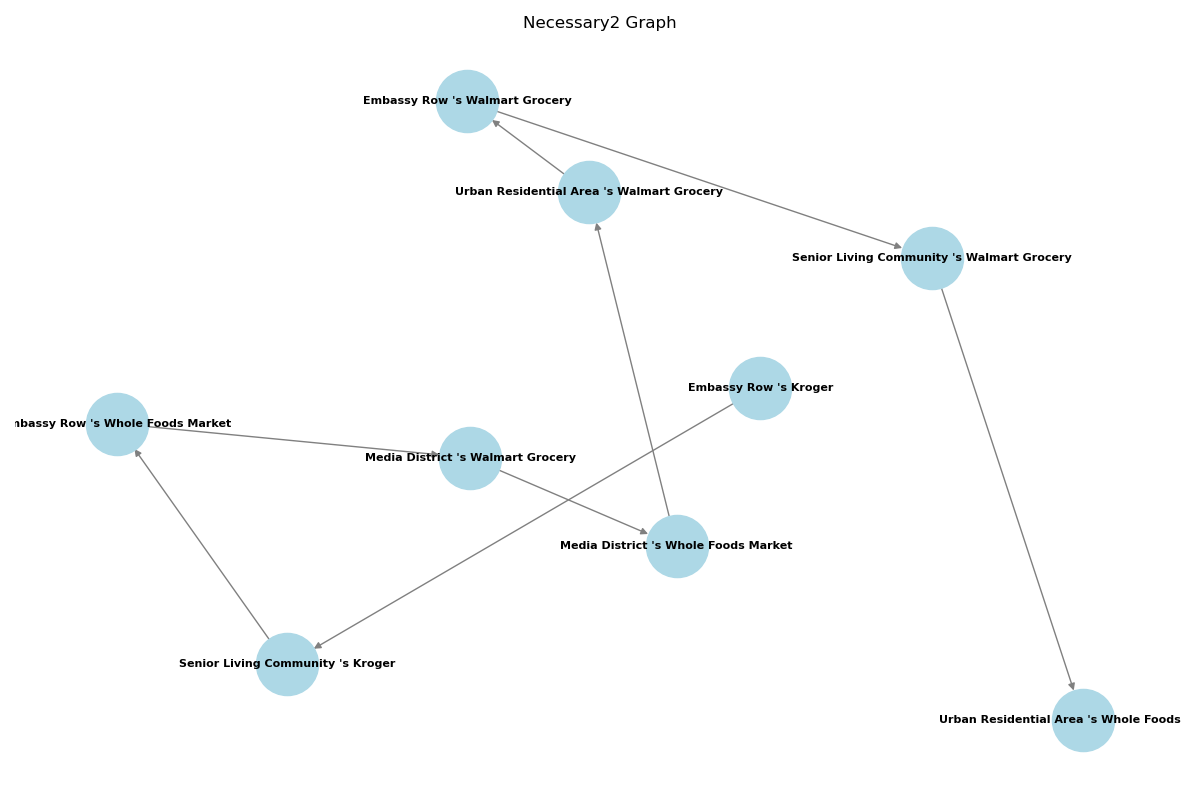 Necessary2 Graph
Embassy Row 's Walmart Grocery
Urban Residential Area 's Walmart Grocery
Senior Living Community 's Walmart Grocery
Embassy Row 's Kroger
Row 's Whole Foods Market
Media District 's Walmart Grocery
Media District 's Whole Foods Market
Senior Living Community 's Kroger
Urban Residential Area 's Whole Foods